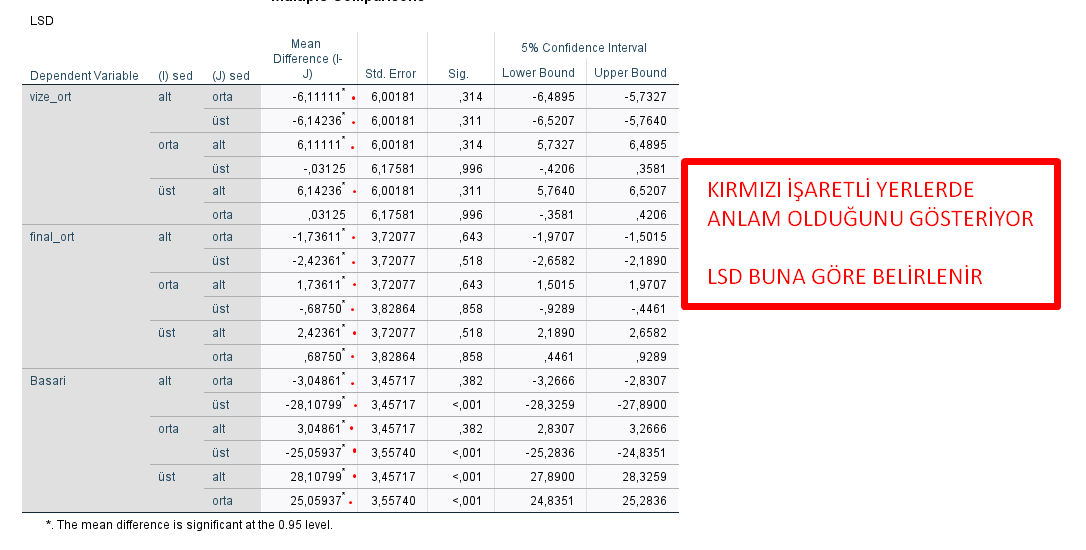 LSD
Mean Difference (I-J) 5% Confidence Interval
Dependent Variable (I) sed (J) sed Std. Error Sig. Lower Bound Upper Bound
vize_ort alt orta -6,11111* 6,00181 ,314 -6,4895 -5,7327
üst -6,14236* 6,00181 ,311 -6,5207 -5,7640
orta alt 6,11111* 6,00181 ,314 5,7327 6,4895
üst -,03125 6,17581 ,996 -,4206 ,3581
üst alt 6,14236* 6,00181 ,311 5,7640 6,5207
orta ,03125 6,17581 ,996 -,3581 ,4206
final_ort alt orta -1,73611* 3,72077 ,643 -1,9707 -1,5015
üst -2,42361* 3,72077 ,518 -2,6582 -2,1890
orta alt 1,73611* 3,72077 ,643 1,5015 1,9707
üst -,68750* 3,82864 ,858 -,9289 -,4461
üst alt 2,42361* 3,72077 ,518 2,1890 2,6582
orta ,68750* 3,82864 ,858 ,4461 ,9289
Basari alt orta -3,04861* 3,45717 ,382 -3,2666 -2,8307
üst -28,10799* 3,45717 <,001 -28,3259 -27,8900
orta alt 3,04861* 3,45717 ,382 2,8307 3,2666
üst -25,05937* 3,55740 <,001 -25,2836 -24,8351
üst alt 28,10799* 3,45717 <,001 27,8900 28,3259
orta 25,05937* 3,55740 <,001 24,8351 25,2836
*. The mean difference is significant at the 0.95 level.
KIRMIZI İŞARETLİ YERLERDE
ANLAM OLDUĞUNU GÖSTERİYOR
LSD BUNA GÖRE BELİRLENİR